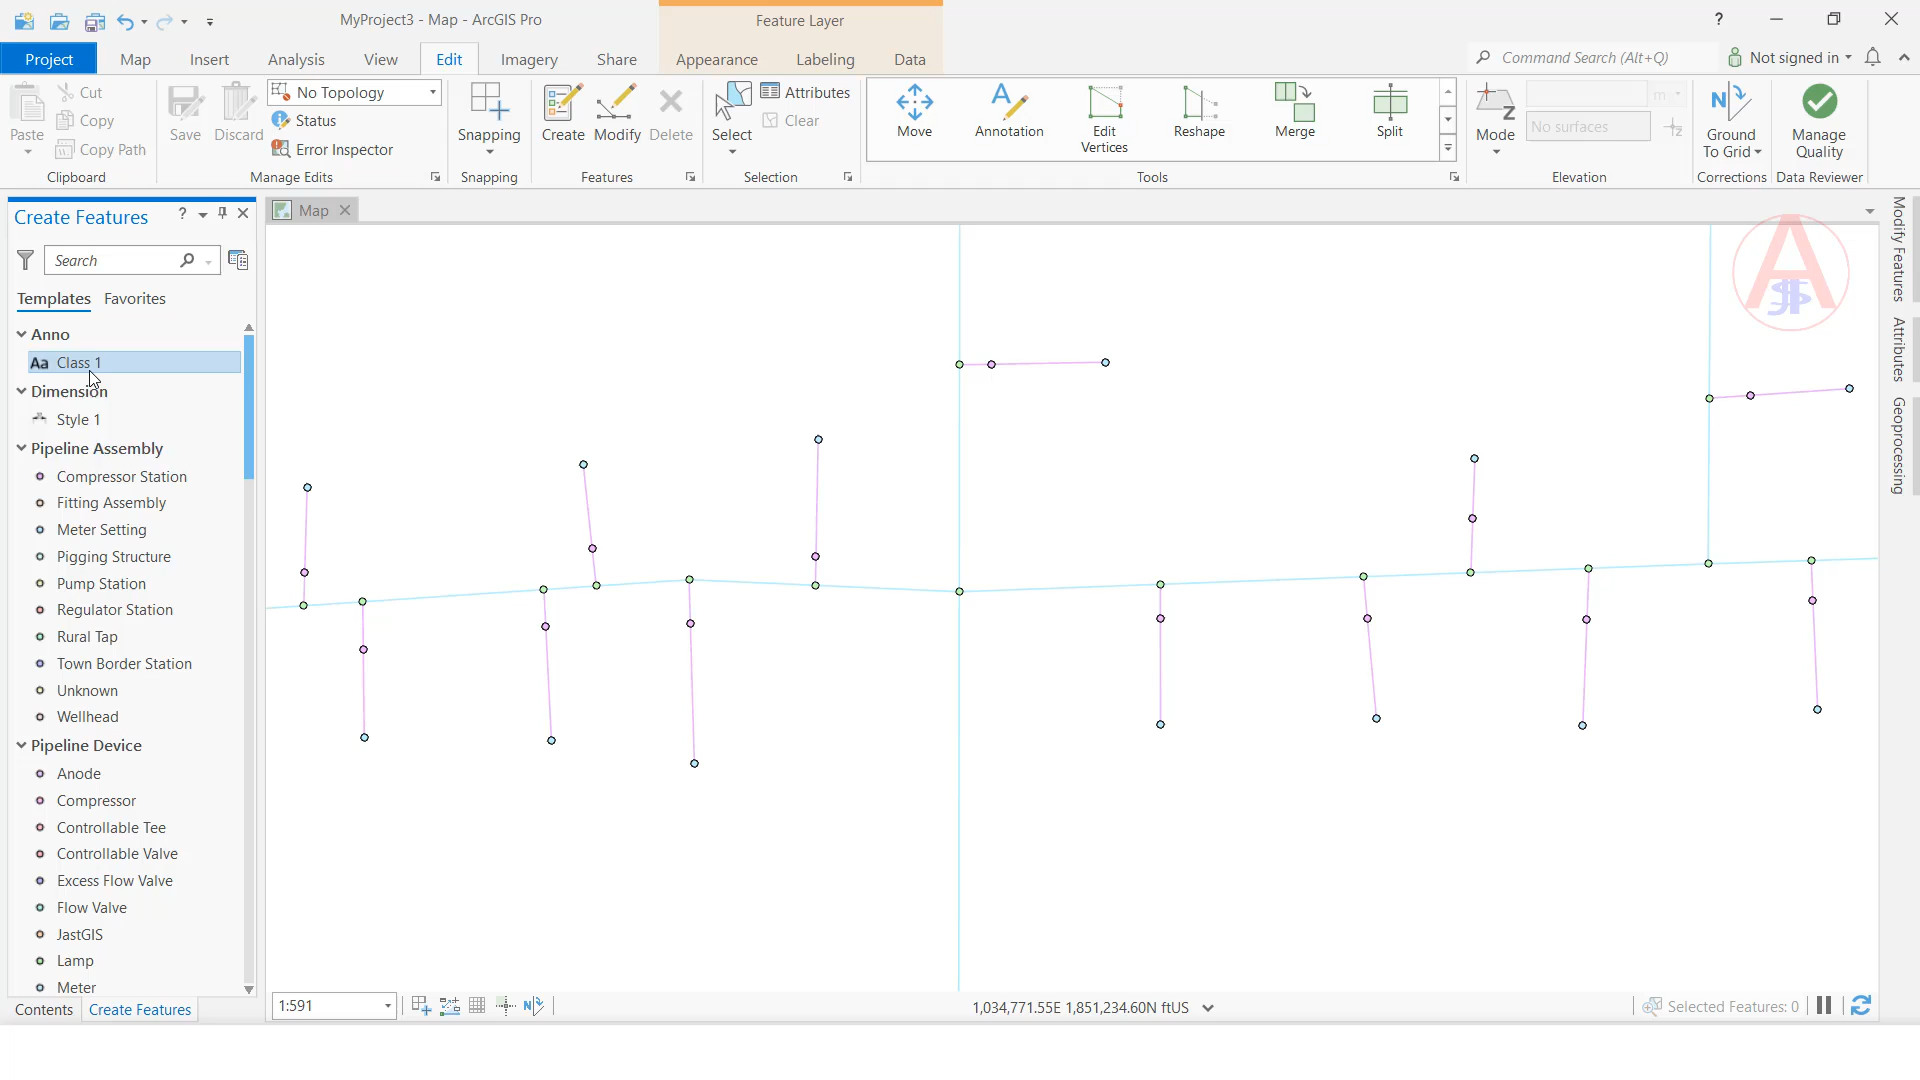 MyProject3 - Map - ArcGIS Pro
Feature Layer
?
Project Map Insert Analysis View Edit Imagery Share Appearance Labeling Data
Command Search (Alt+Q)
Not signed in
Paste
Cut
Copy
Copy Path
Clipboard
Save
Discard
No Topology
Status
Error Inspector
Manage Edits
Snapping
Snapping
Create
Modify
Delete
Features
Select
Attributes
Clear
Selection
Move
Annotation
Edit
Vertices
Reshape
Merge
Split
Tools
Mode
m
No surfaces
Elevation
Ground
To Grid
Corrections
Manage
Quality
Data Reviewer
Create Features
?
Map
Search
Templates Favorites
Anno
Aa Class 1
Dimension
Style 1
Pipeline Assembly
Compressor Station
Fitting Assembly
Meter Setting
Pigging Structure
Pump Station
Regulator Station
Rural Tap
Town Border Station
Unknown
Wellhead
Pipeline Device
Anode
Compressor
Controllable Tee
Controllable Valve
Excess Flow Valve
Flow Valve
JastGIS
Lamp
Meter
Contents Create Features
Modify Features
Attributes
Geoprocessing
1:591
1,034,771.55E 1,851,234.60N ftUS
Selected Features: 0